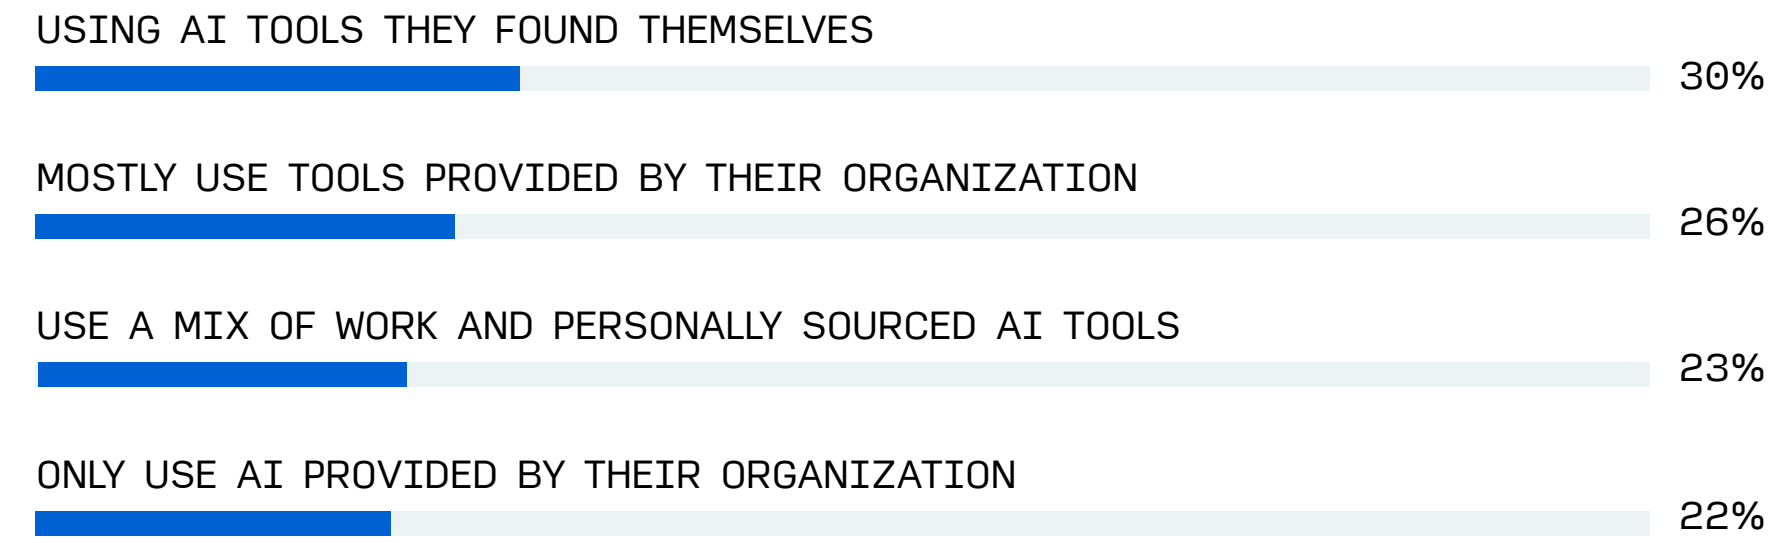 USING AI TOOLS THEY FOUND THEMSELVES
30%
MOSTLY USE TOOLS PROVIDED BY THEIR ORGANIZATION
26%
USE A MIX OF WORK AND PERSONALLY SOURCED AI TOOLS
23%
ONLY USE AI PROVIDED BY THEIR ORGANIZATION
22%